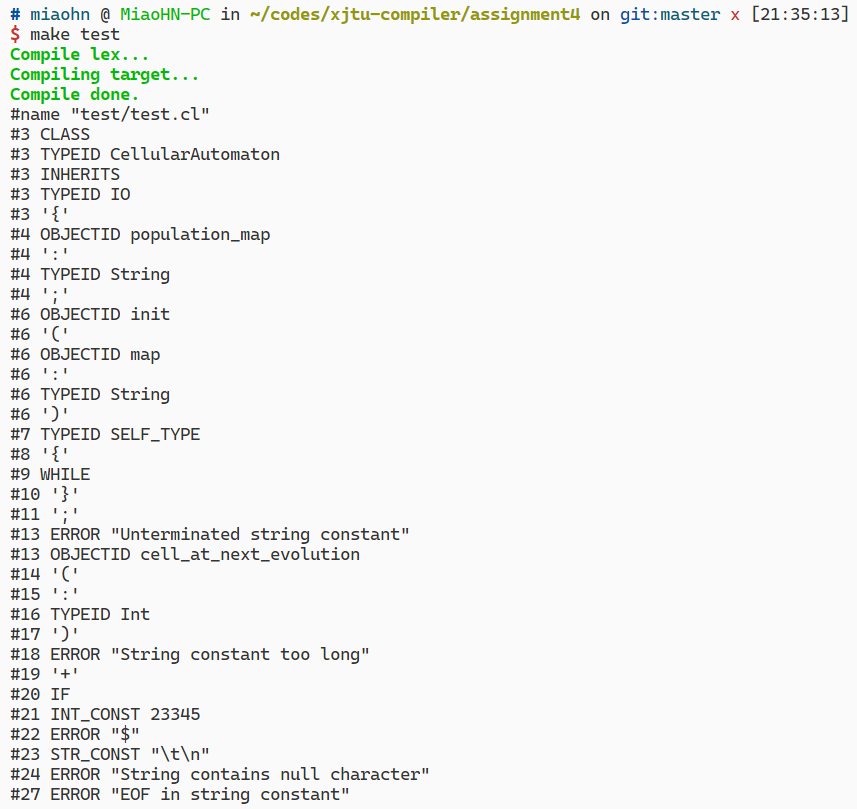 # miaohn @ MiaoHN-PC in ~/codes/xjtu-compiler/assignment4 on git:master x [21:35:13]
$ make test
Compile lex...
Compiling target...
Compile done.
#name "test/test.cl"
#3 CLASS
#3 TYPEID CellularAutomaton
#3 INHERITS
#3 TYPEID IO
#3 '{'
#4 OBJECTID population_map
#4 ':'
#4 TYPEID String
#4 ';'
#6 OBJECTID init
#6 '('
#6 OBJECTID map
#6 ':'
#6 TYPEID String
#6 ')'
#7 TYPEID SELF_TYPE
#8 '{'
#9 WHILE
#10 '}'
#11 ';'
#13 ERROR "Unterminated string constant"
#13 OBJECTID cell_at_next_evolution
#14 '('
#15 ':'
#16 TYPEID Int
#17 ')'
#18 ERROR "String constant too long"
#19 '+'
#20 IF
#21 INT_CONST 23345
#22 ERROR "$"
#23 STR_CONST "\t\n"
#24 ERROR "String contains null character"
#27 ERROR "EOF in string constant"